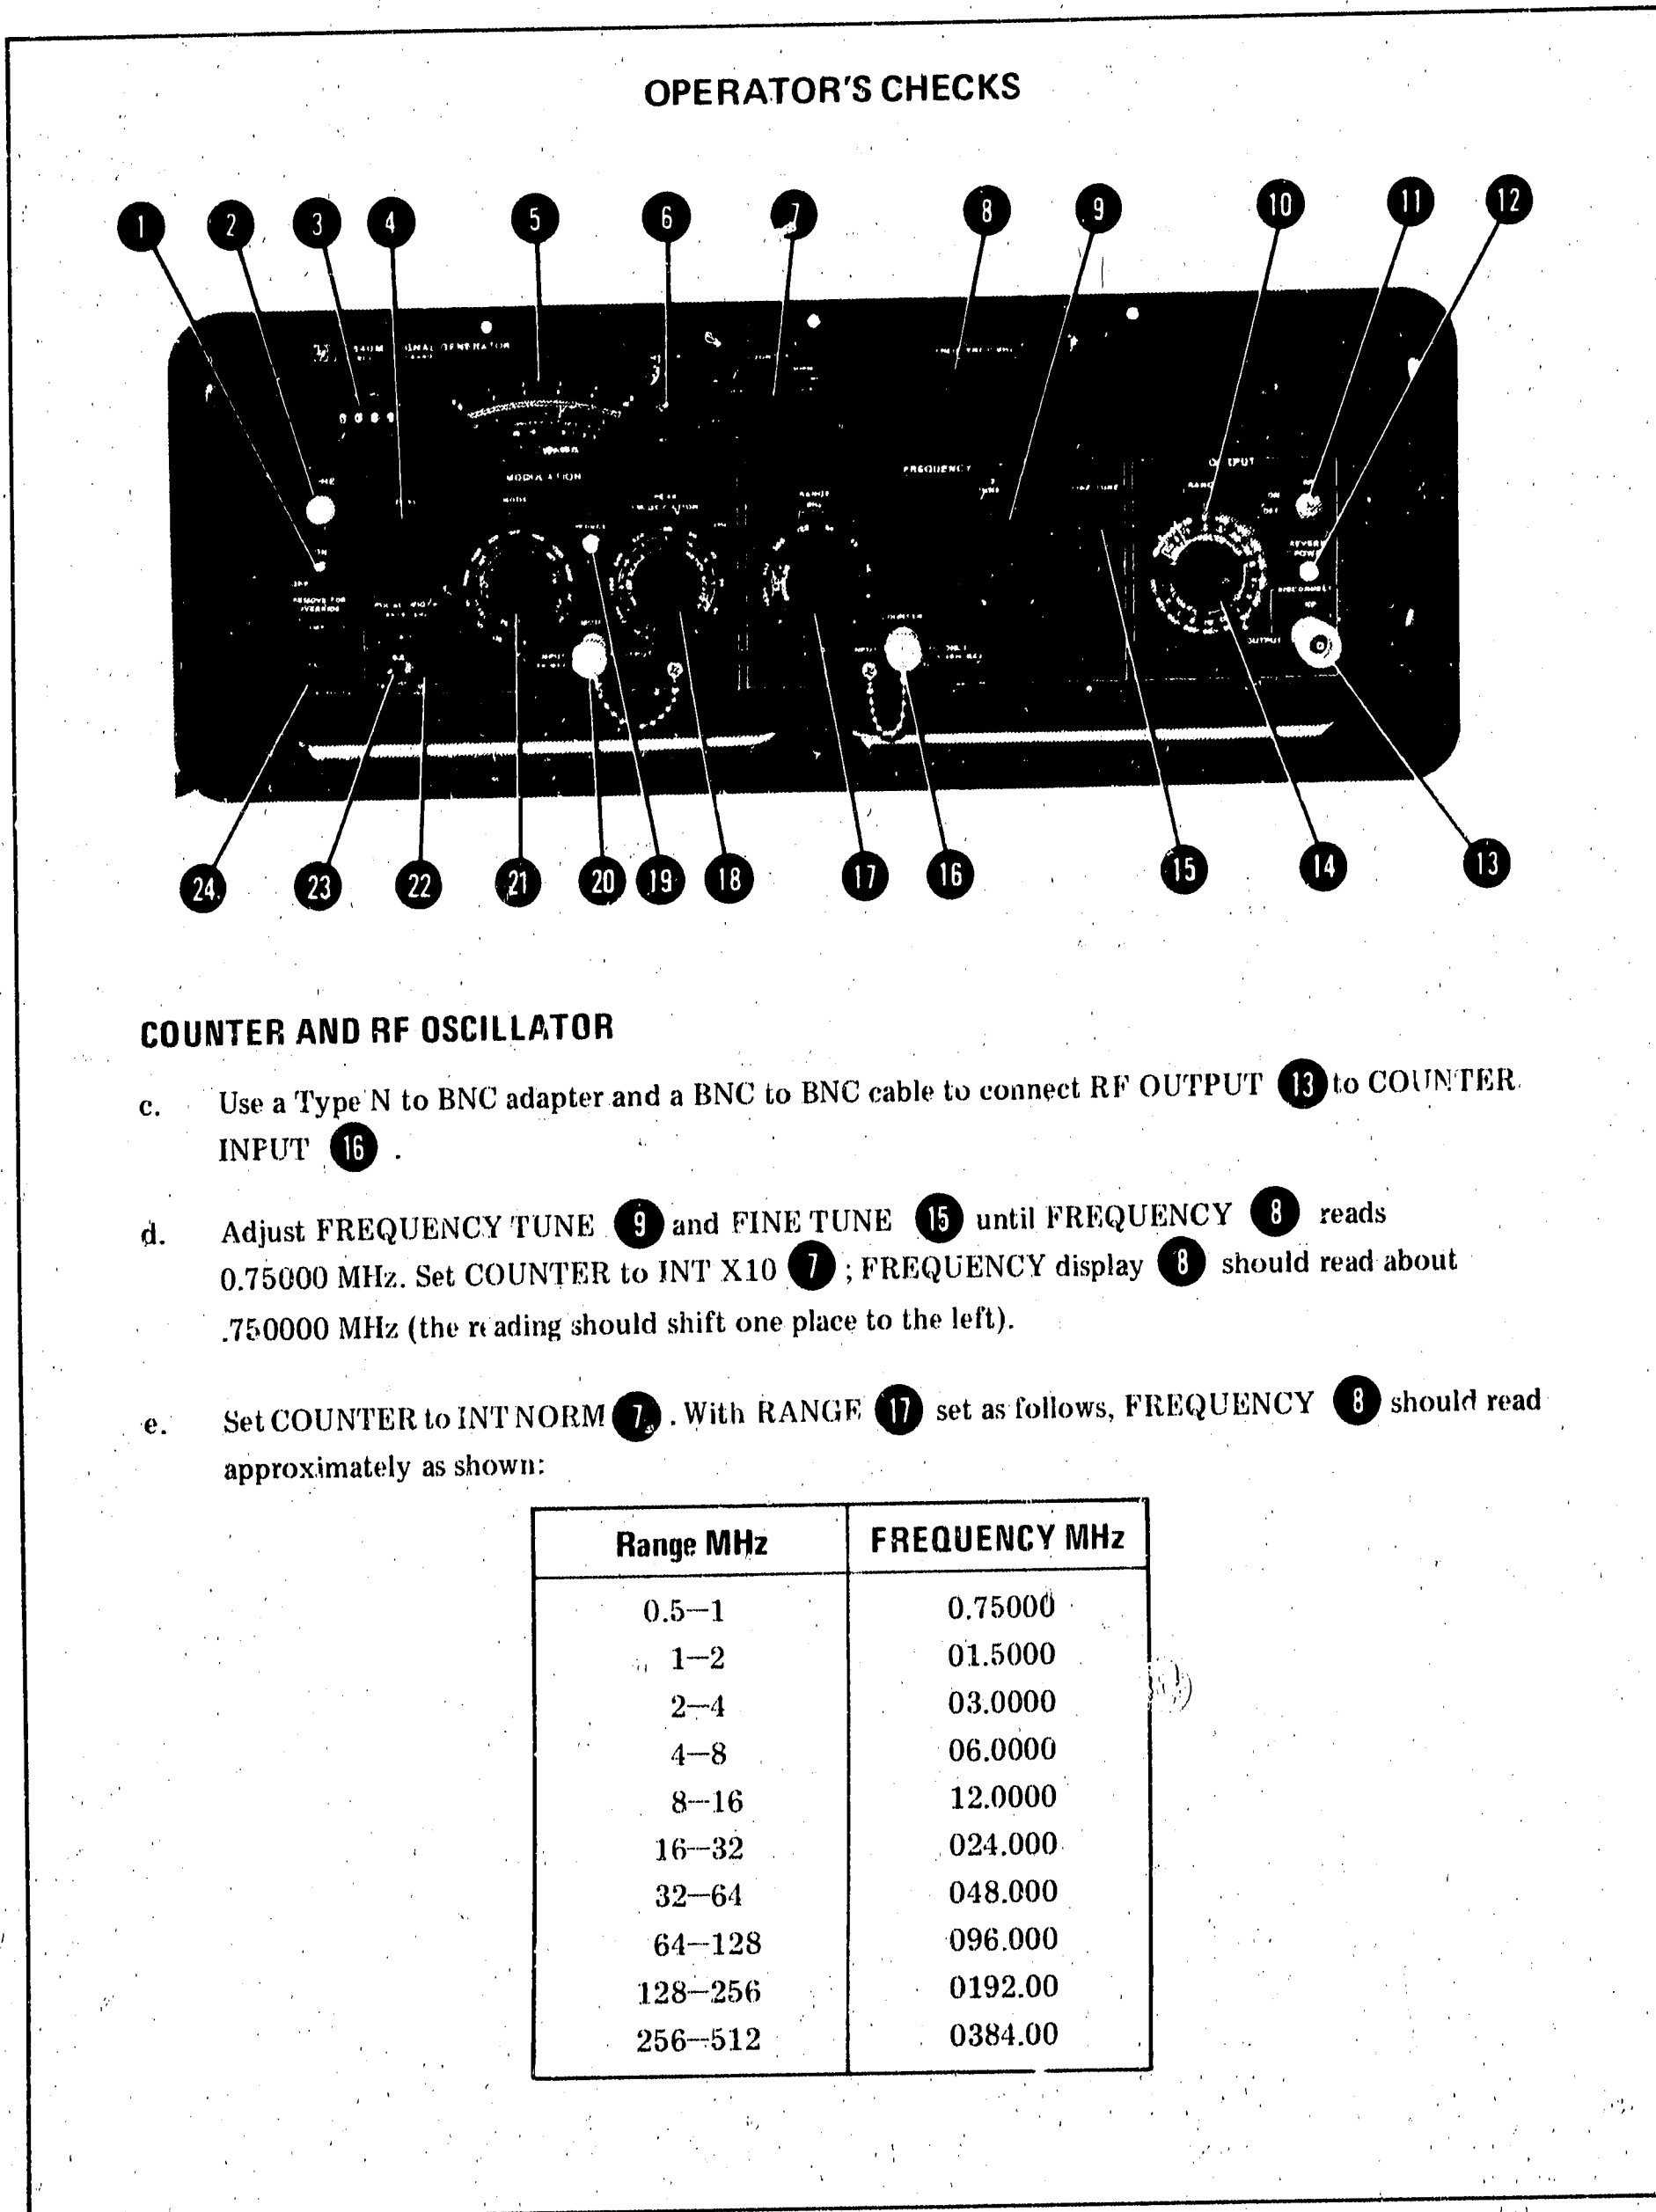 OPERATOR'S CHECKS
1 2 3 4 5 6 7 8 9 10 11 12
MODULATION
FREQUENCY
OUTPUT
ON
OFF
REMOVE FOR
OVERRIDE
OUTPUT
24 23 22 21 20 19 18 17 16 15 14 13
COUNTER AND RF OSCILLATOR
c. Use a Type N to BNC adapter and a BNC to BNC cable to connect RF OUTPUT 13 to COUNTER
INPUT 16 .
d. Adjust FREQUENCY TUNE 9 and FINE TUNE 15 until FREQUENCY 8 reads
0.75000 MHz. Set COUNTER to INT X10 7 ; FREQUENCY display 8 should read about
.750000 MHz (the reading should shift one place to the left).
e. Set COUNTER to INT NORM 7 . With RANGE 17 set as follows, FREQUENCY 8 should read
approximately as shown:
Range MHz FREQUENCY MHz
0.5—1 0.75000
1—2 01.5000
2—4 03.0000
4—8 06.0000
8—16 12.0000
16—32 024.000
32—64 048.000
64—128 096.000
128—256 0192.00
256—512 0384.00